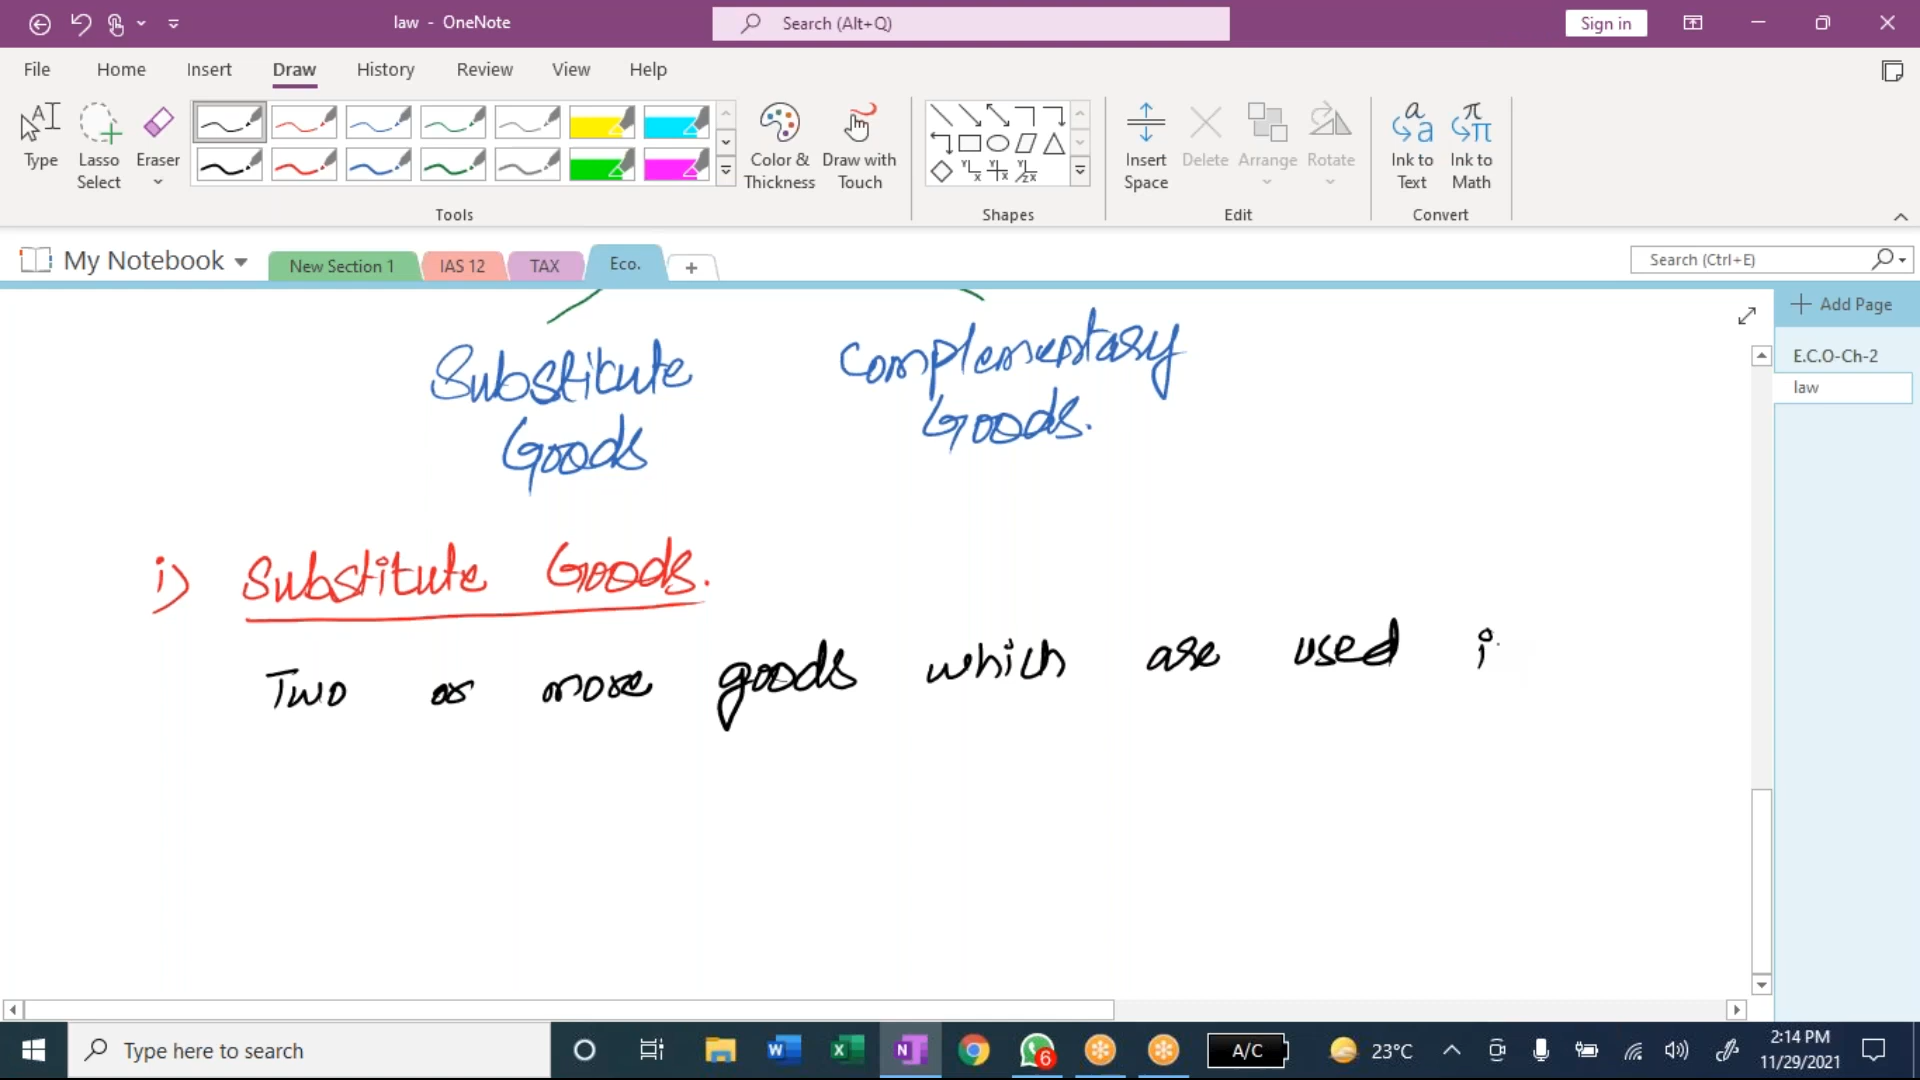 law - OneNote
Search (Alt+Q)
Sign in
File Home Insert Draw History Review View Help
Type
Lasso Select
Eraser
Color & Thickness
Draw with Touch
Insert Space
Delete
Arrange
Rotate
Ink to Text
Ink to Math
Tools
Shapes
Edit
Convert
My Notebook
New Section 1
IAS 12
TAX
Eco.
Search (Ctrl+E)
Add Page
E.C.O-Ch-2
law
Substitute
Goods
Complementary
Goods.
i) Substitute Goods.
Two or more goods which are used i
Type here to search
6
A/C
23°C
2:14 PM
11/29/2021